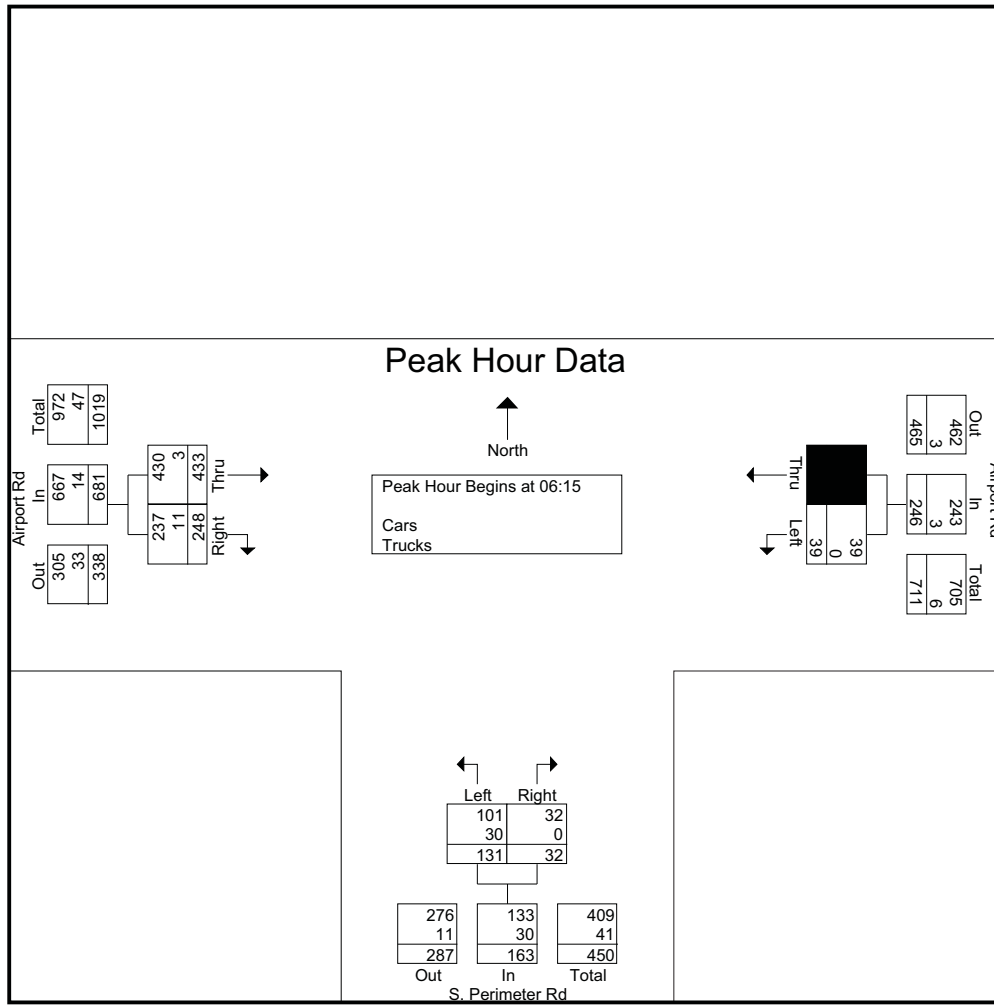 Peak Hour Data
North
Peak Hour Begins at 06:15
Cars
Trucks
Airport Rd
Total
972
47
1019
In
667
14
681
Out
305
33
338
Thru
430
3
433
Right
237
11
248
Airport Rd
Out
462
3
465
In
243
3
246
Total
705
6
711
Thru
Left
39
0
39
Left Right
101 32
30 0
131 32
276 133 409
11 30 41
287 163 450
Out In Total
S. Perimeter Rd